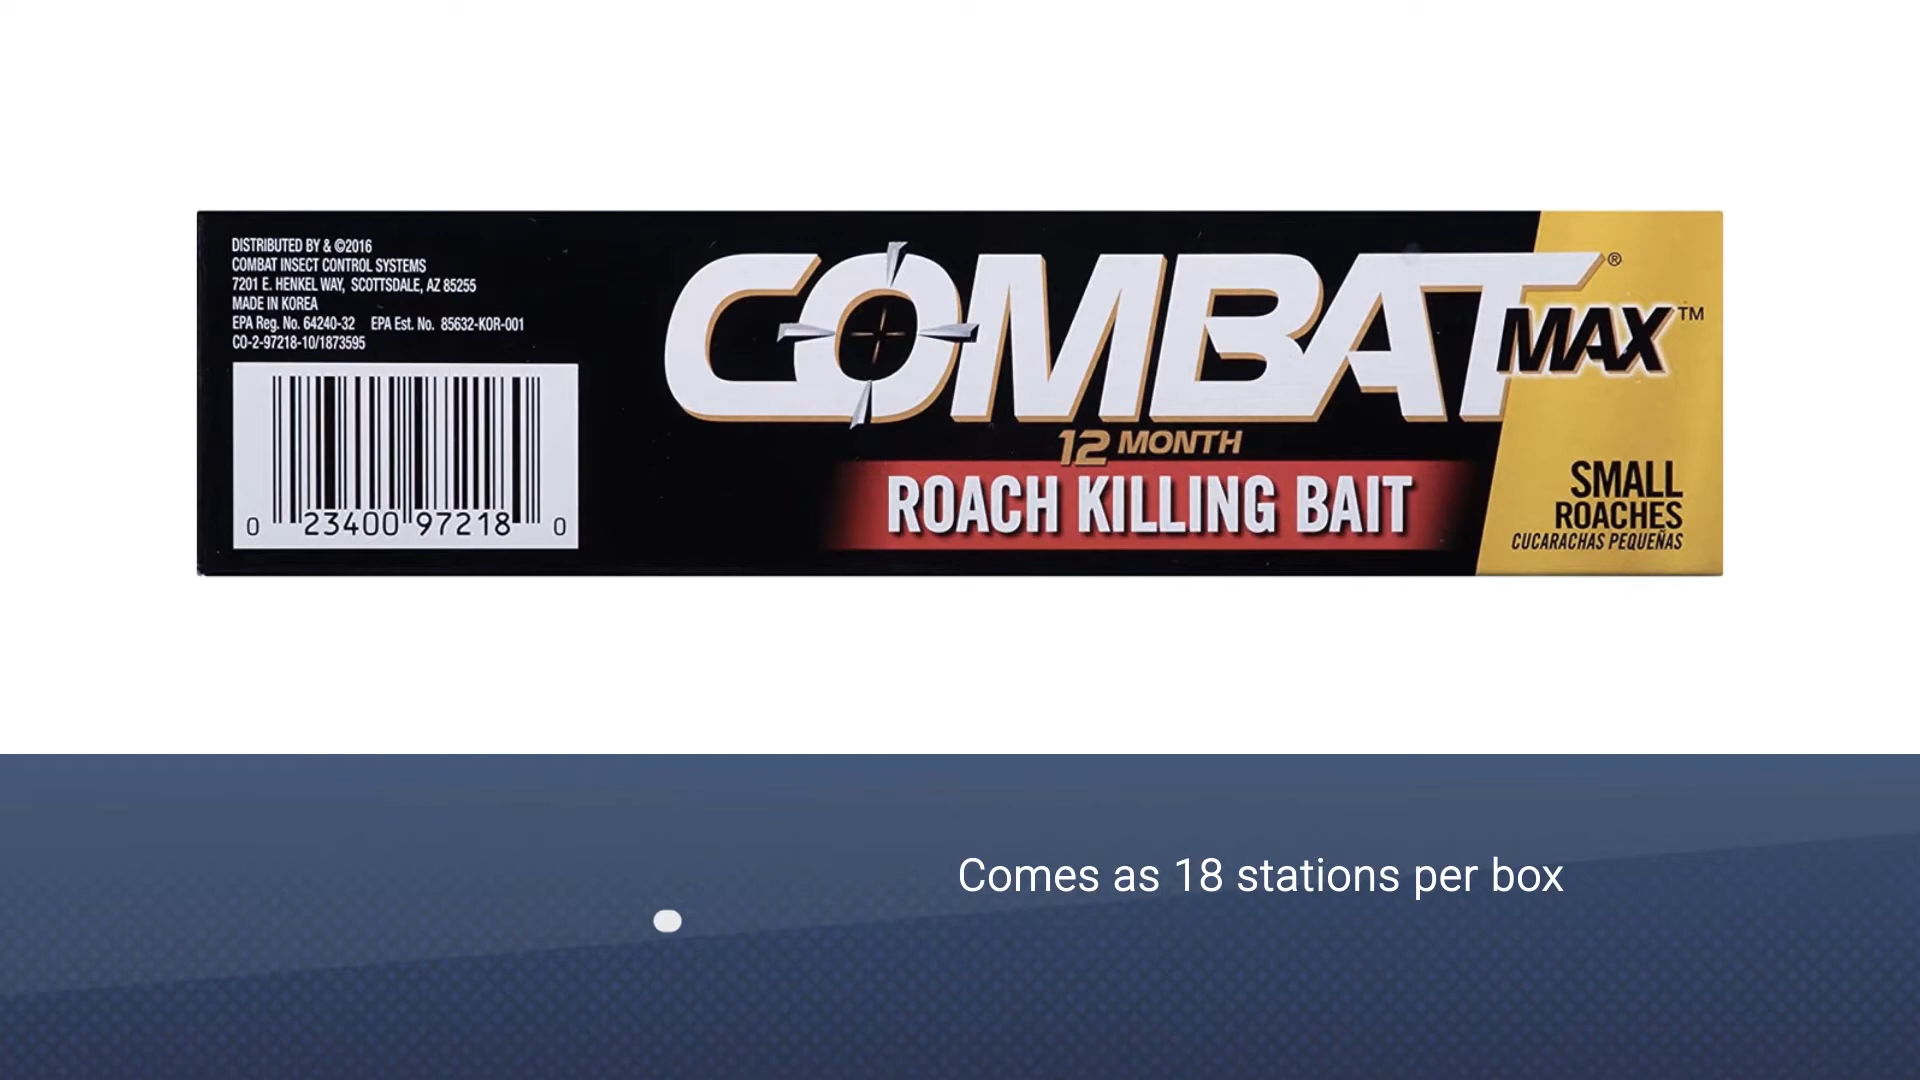 DISTRIBUTED BY & ©2016
COMBAT INSECT CONTROL SYSTEMS
7201 E. HENKEL WAY, SCOTTSDALE, AZ 85255
MADE IN KOREA
EPA Reg. No. 64240-32 EPA Est. No. 85632-KOR-001
CO-2-97218-10/1873595
0 23400 97218 0
COMBAT®
MAX™
12 MONTH
ROACH KILLING BAIT
SMALL
ROACHES
CUCARACHAS PEQUEÑAS
Comes as 18 stations per box